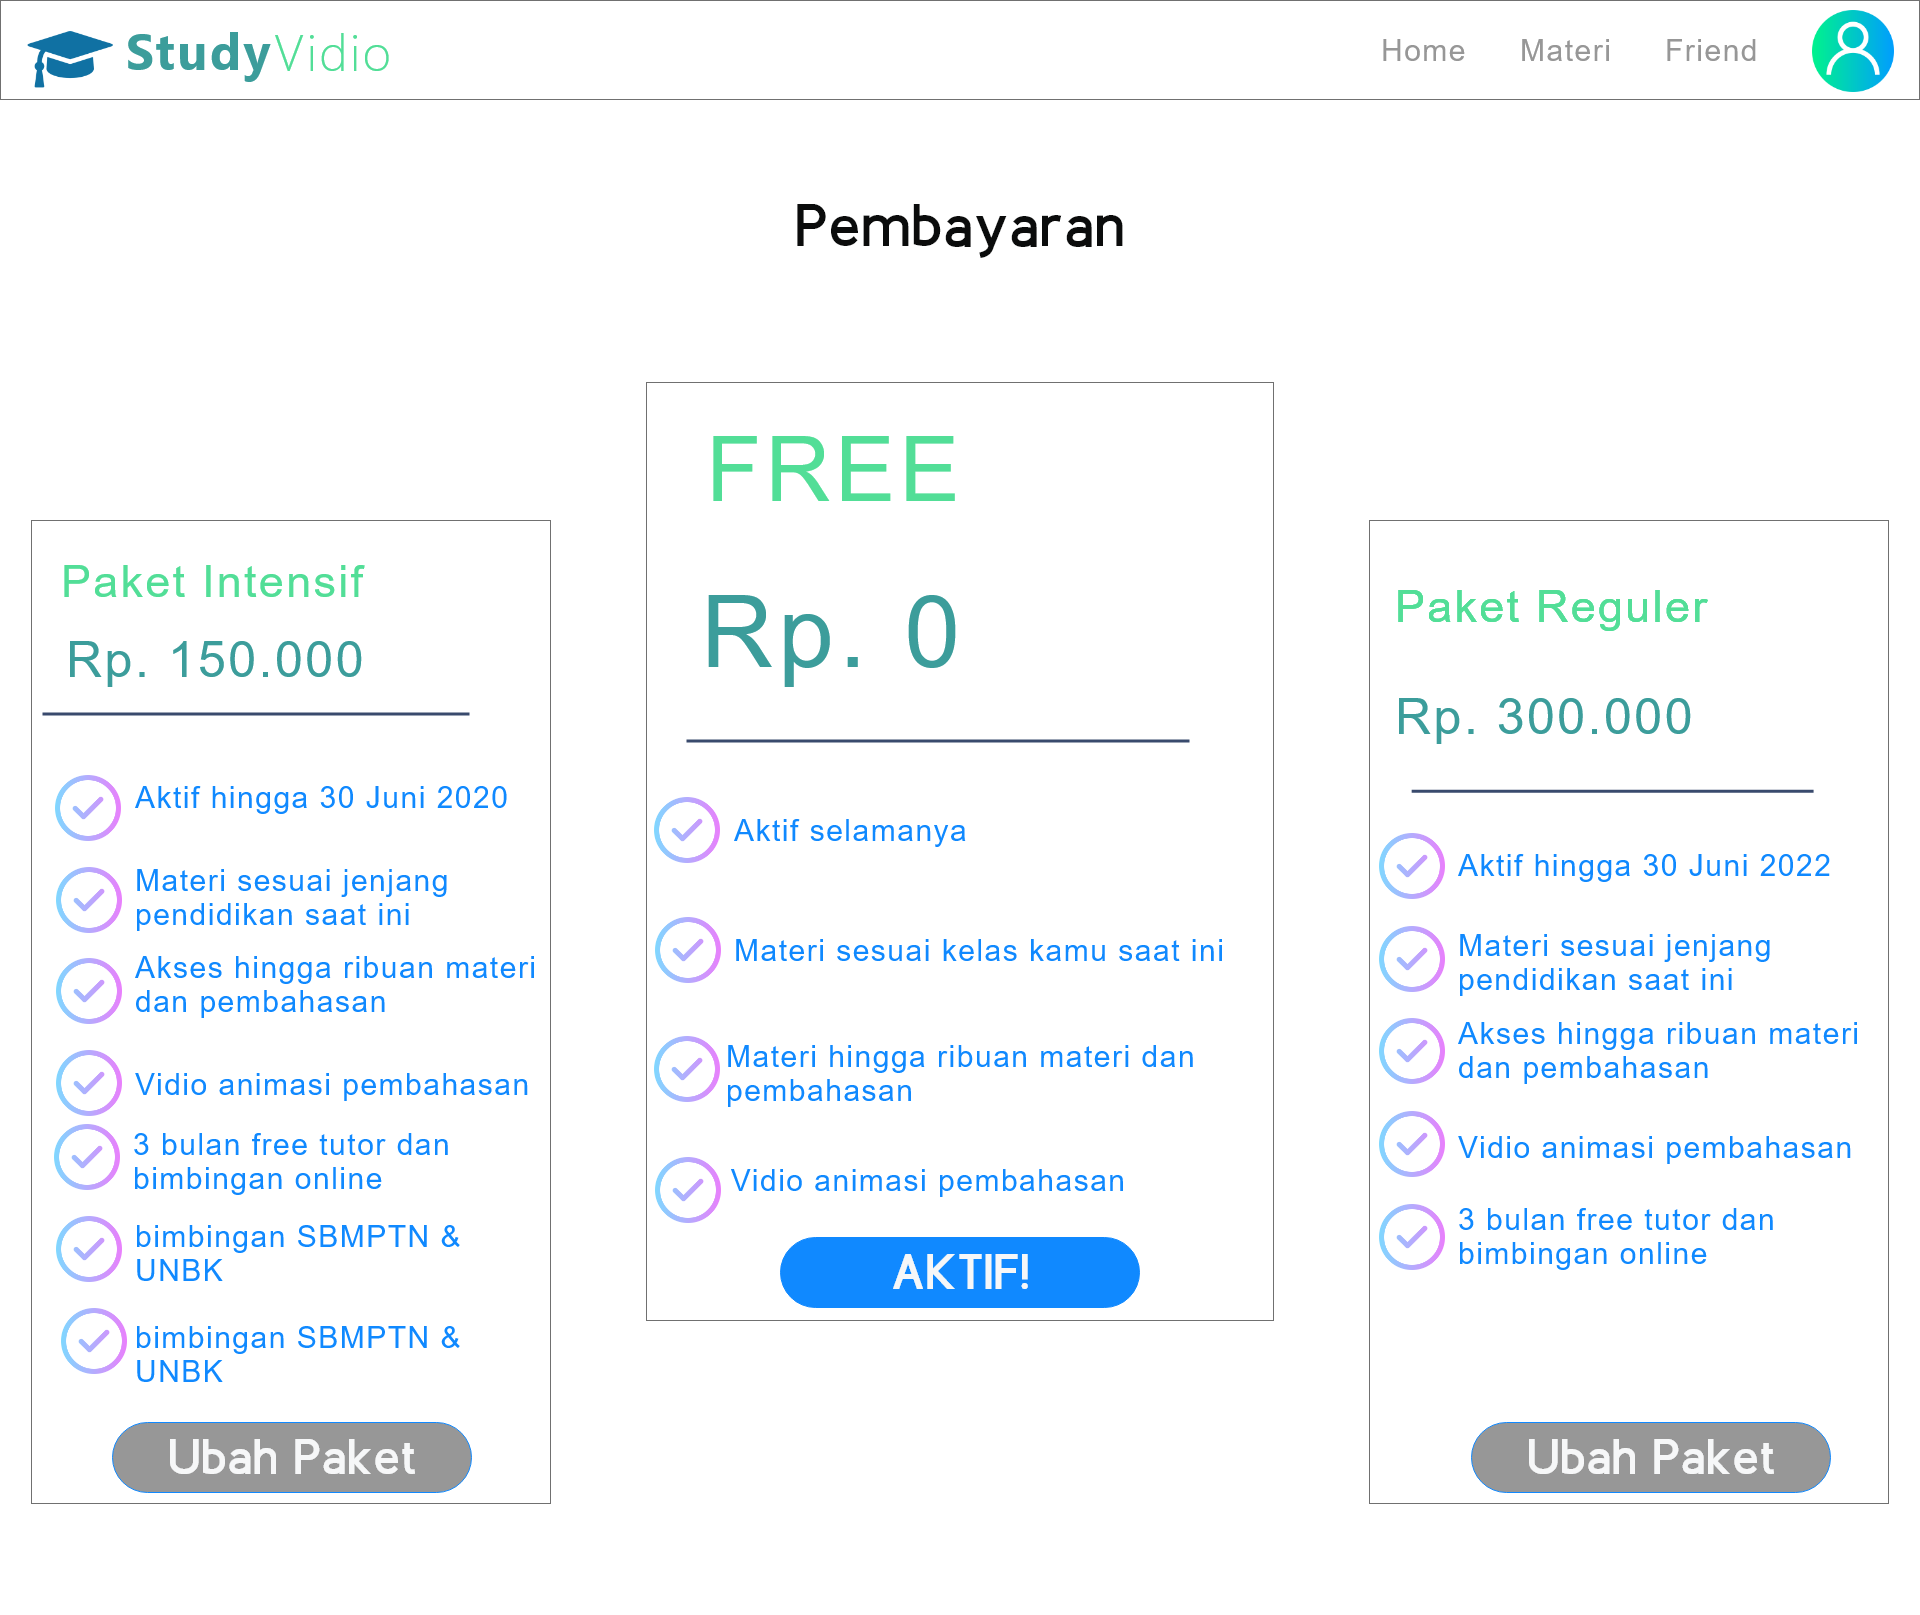 StudyVidio
Home Materi Friend
Pembayaran
Paket Intensif
Rp. 150.000
Aktif hingga 30 Juni 2020
Materi sesuai jenjang
pendidikan saat ini
Akses hingga ribuan materi
dan pembahasan
Vidio animasi pembahasan
3 bulan free tutor dan
bimbingan online
bimbingan SBMPTN &
UNBK
bimbingan SBMPTN &
UNBK
Ubah Paket
FREE
Rp. 0
Aktif selamanya
Materi sesuai kelas kamu saat ini
Materi hingga ribuan materi dan
pembahasan
Vidio animasi pembahasan
AKTIF!
Paket Reguler
Rp. 300.000
Aktif hingga 30 Juni 2022
Materi sesuai jenjang
pendidikan saat ini
Akses hingga ribuan materi
dan pembahasan
Vidio animasi pembahasan
3 bulan free tutor dan
bimbingan online
Ubah Paket